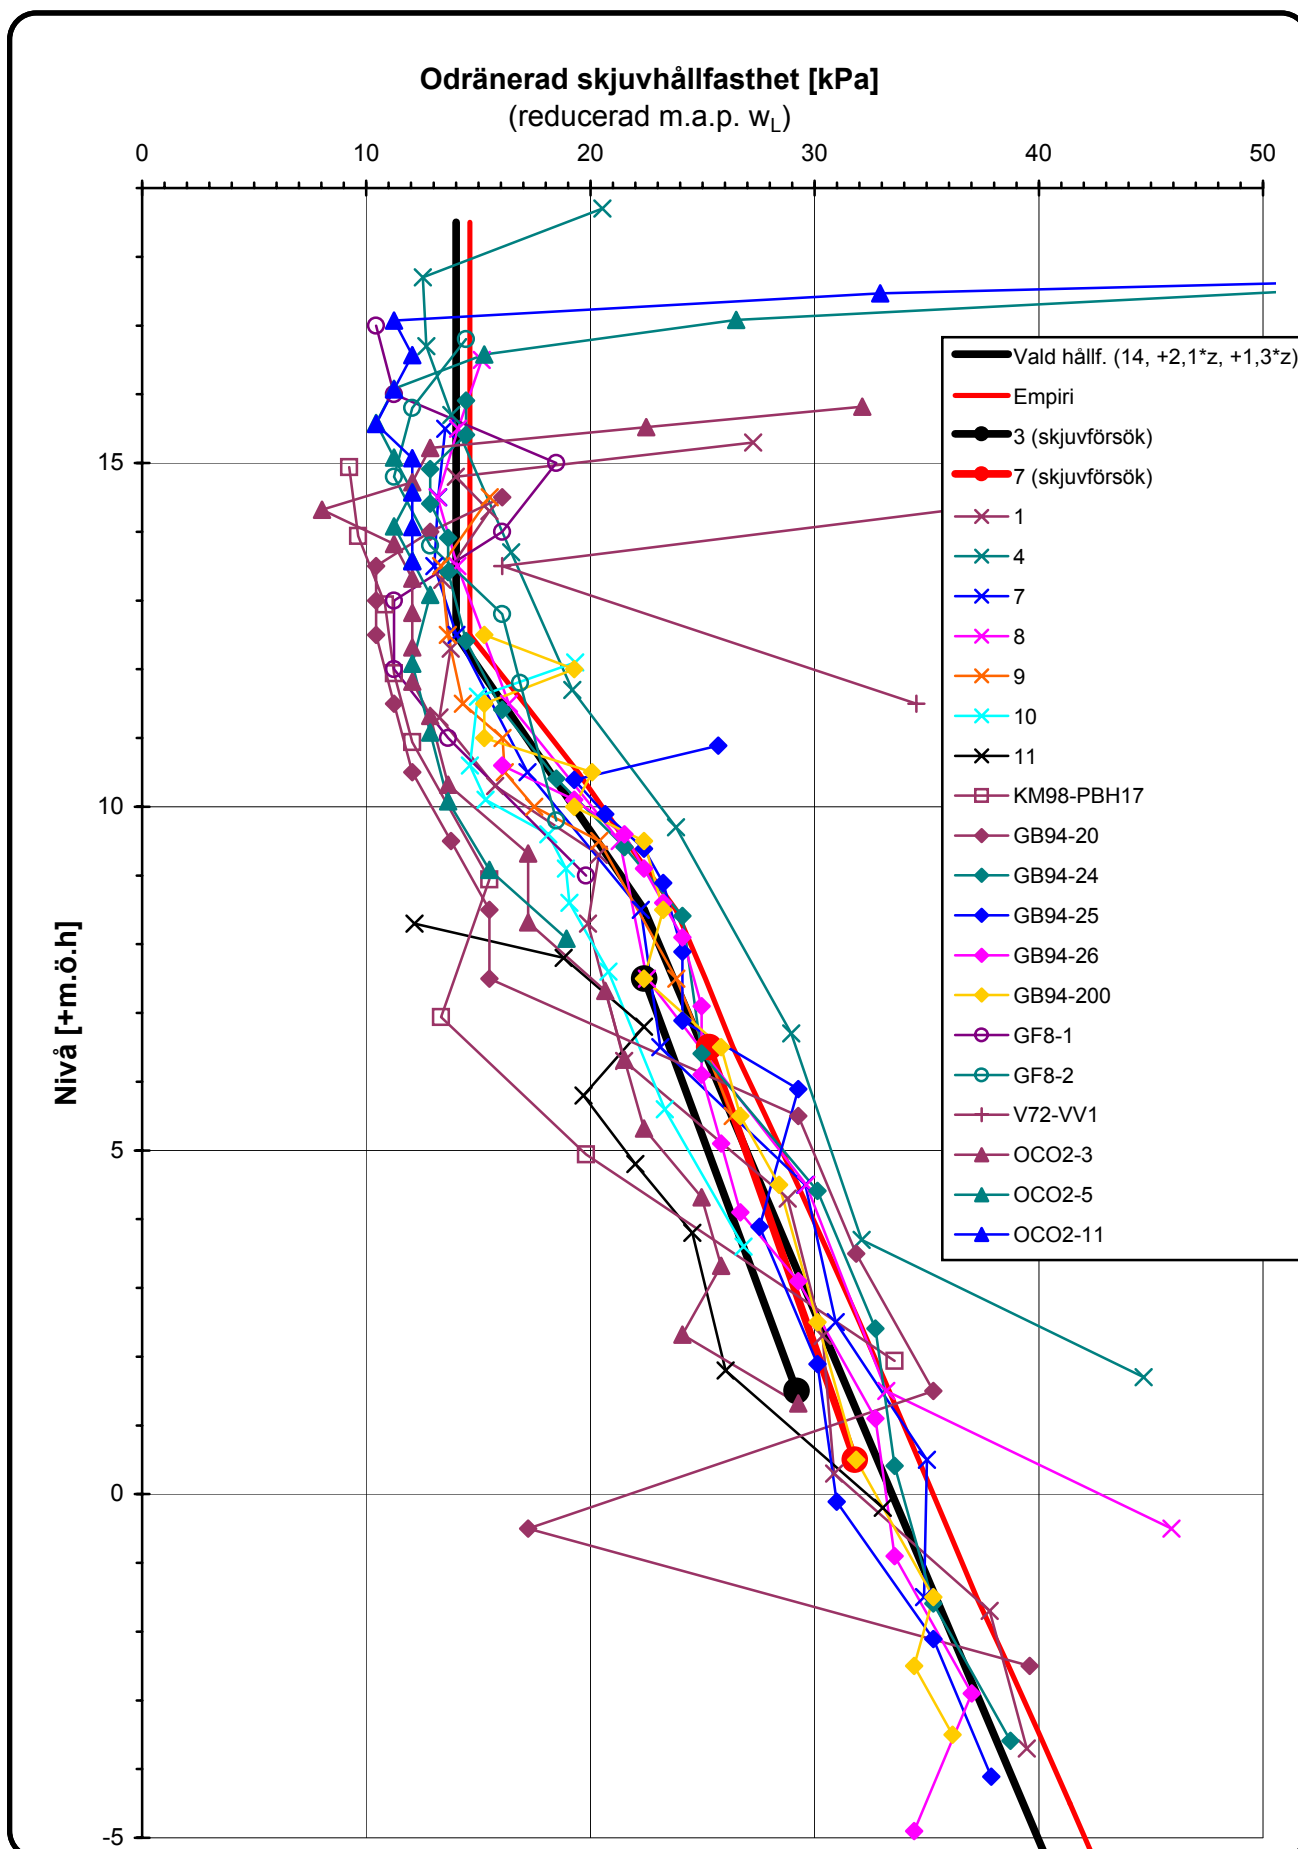 Odränerad skjuvhållfasthet [kPa]
(reducerad m.a.p. wL)
0 10 20 30 40 50
15
10
5
0
-5
Nivå [+m.ö.h]
Vald hållf. (14, +2,1*z, +1,3*z)
Empiri
3 (skjuvförsök)
7 (skjuvförsök)
1
4
7
8
9
10
11
KM98-PBH17
GB94-20
GB94-24
GB94-25
GB94-26
GB94-200
GF8-1
GF8-2
V72-VV1
OCO2-3
OCO2-5
OCO2-11